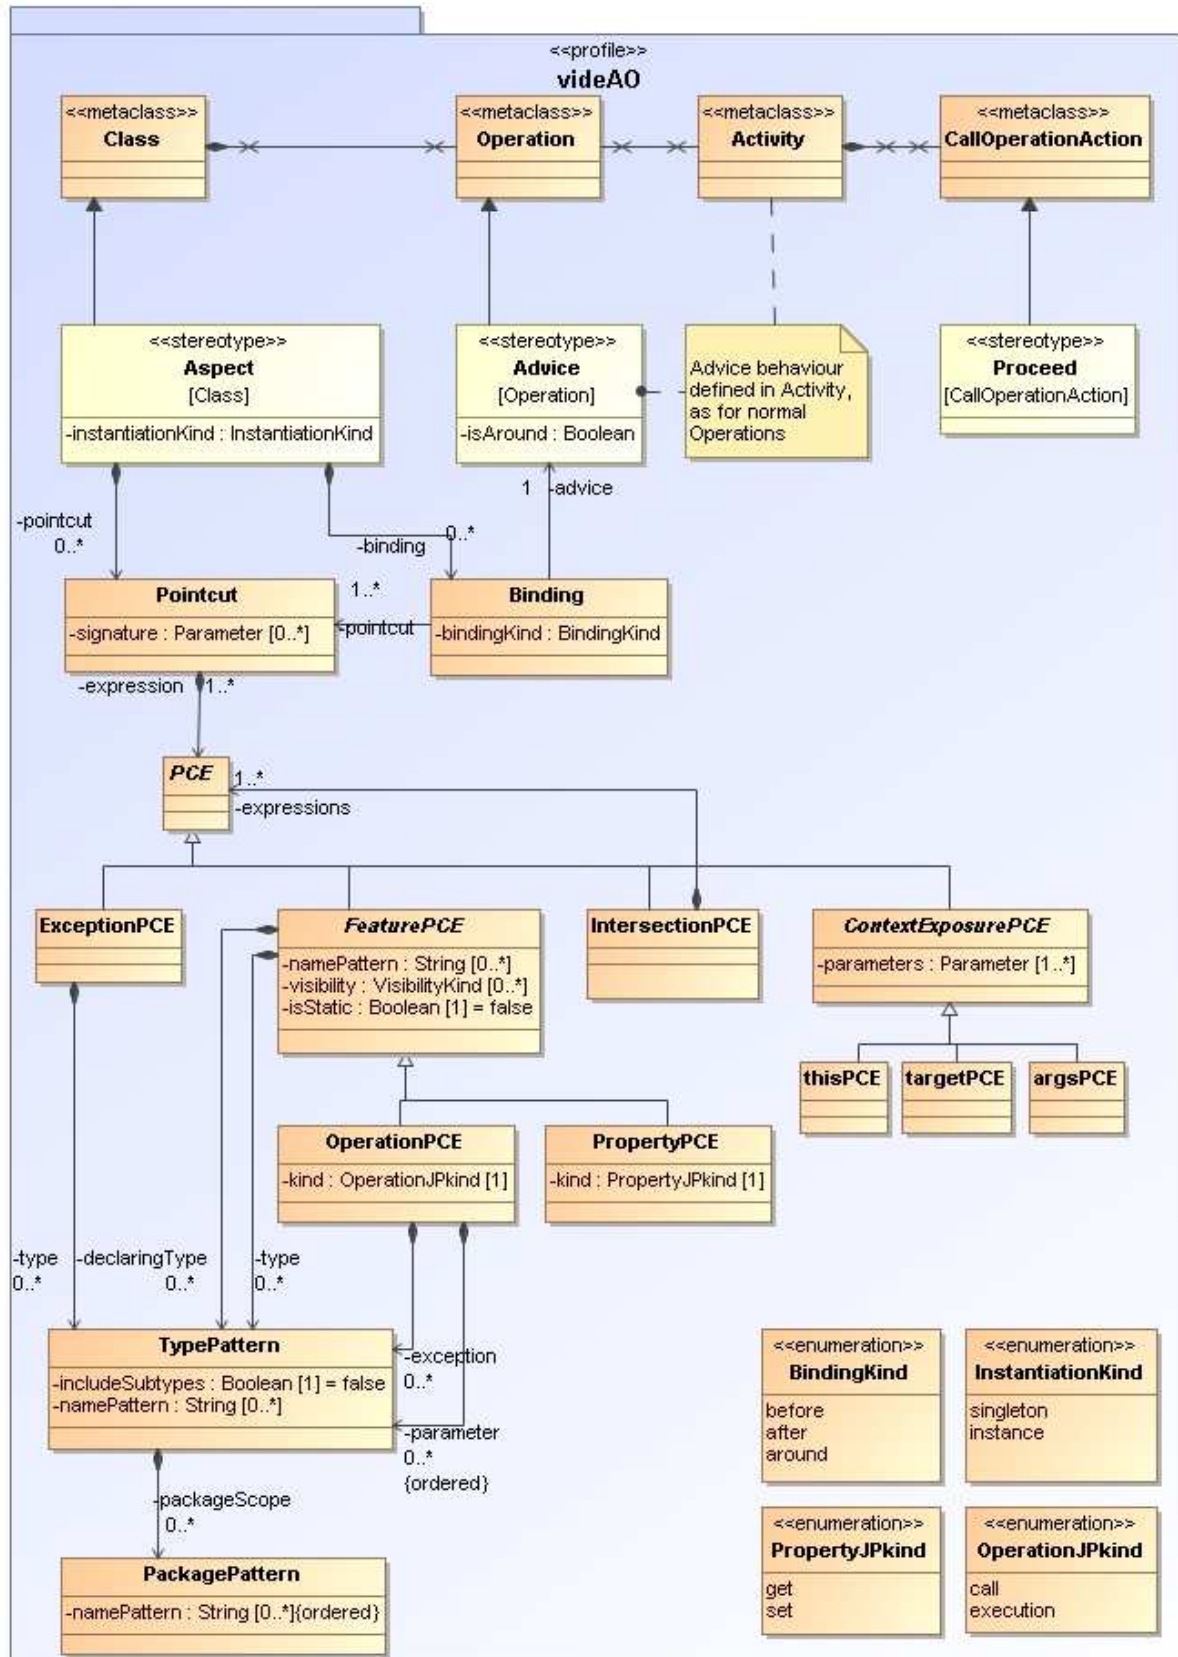 <<profile>>
videAO
<<metaclass>>
Class
<<metaclass>>
Operation
<<metaclass>>
Activity
<<metaclass>>
CallOperationAction
<<stereotype>>
Aspect
[Class]
-instantiationKind : InstantiationKind
<<stereotype>>
Advice
[Operation]
-isAround : Boolean
Advice behaviour
defined in Activity,
as for normal
Operations
<<stereotype>>
Proceed
[CallOperationAction]
1 -advice
-pointcut
0..*
-binding
0..*
Pointcut
-signature : Parameter [0..*]
1..*
-pointcut
Binding
-bindingKind : BindingKind
-expression 1..*
PCE
1..*
-expressions
ExceptionPCE
FeaturePCE
-namePattern : String [0..*]
-visibility : VisibilityKind [0..*]
-isStatic : Boolean [1] = false
IntersectionPCE
ContextExposurePCE
-parameters : Parameter [1..*]
thisPCE
targetPCE
argsPCE
OperationPCE
-kind : OperationJPkind [1]
PropertyPCE
-kind : PropertyJPkind [1]
-type
0..*
-declaringType
0..*
-type
0..*
TypePattern
-includeSubtypes : Boolean [1] = false
-namePattern : String [0..*]
-exception
0..*
-parameter
0..*
{ordered}
-packageScope
0..*
PackagePattern
-namePattern : String [0..*]{ordered}
<<enumeration>>
BindingKind
before
after
around
<<enumeration>>
InstantiationKind
singleton
instance
<<enumeration>>
PropertyJPkind
get
set
<<enumeration>>
OperationJPkind
call
execution